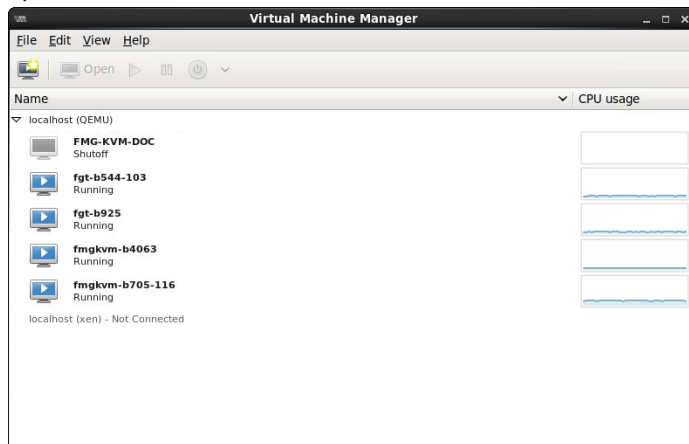 Virtual Machine Manager
File Edit View Help
Open
Name CPU usage
localhost (QEMU)
FMG-KVM-DOC
Shutoff
fgt-b544-103
Running
fgt-b925
Running
fmgkvm-b4063
Running
fmgkvm-b705-116
Running
localhost (xen) - Not Connected